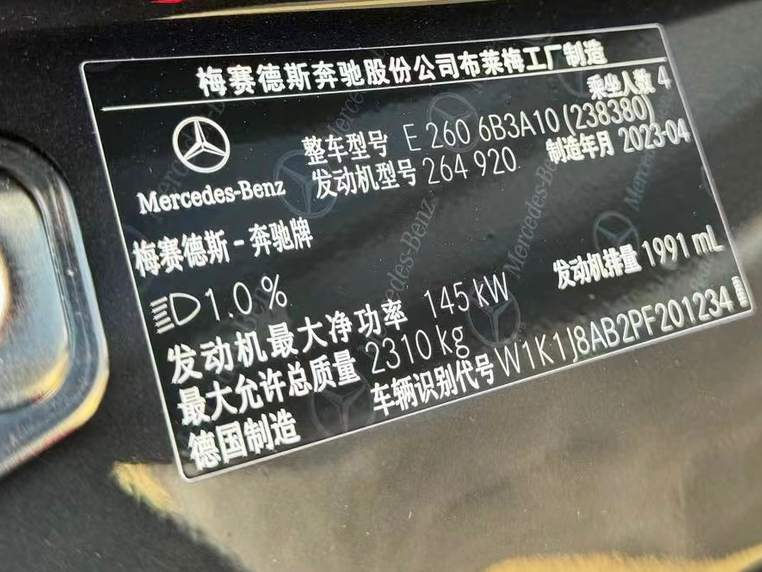 梅赛德斯奔驰股份公司布莱梅工厂制造
乘坐人数 4
整车型号 E 260 6B3A10 (238380)
Mercedes-Benz
发动机型号 264 920
制造年月 2023-04
梅赛德斯-奔驰牌
1.0 %
发动机排量 1991 mL
发动机最大净功率 145 kW
最大允许总质量 2310 kg
车辆识别代号 W1K1J8AB2PF201234
德国制造